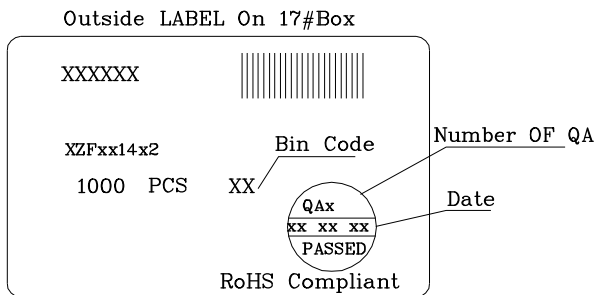 Outside LABEL On 17#Box
XXXXXX
Bin Code
Number OF QA
XZFxx14x2
1000 PCS XX
QAx
Date
xx xx xx
PASSED
RoHS Compliant